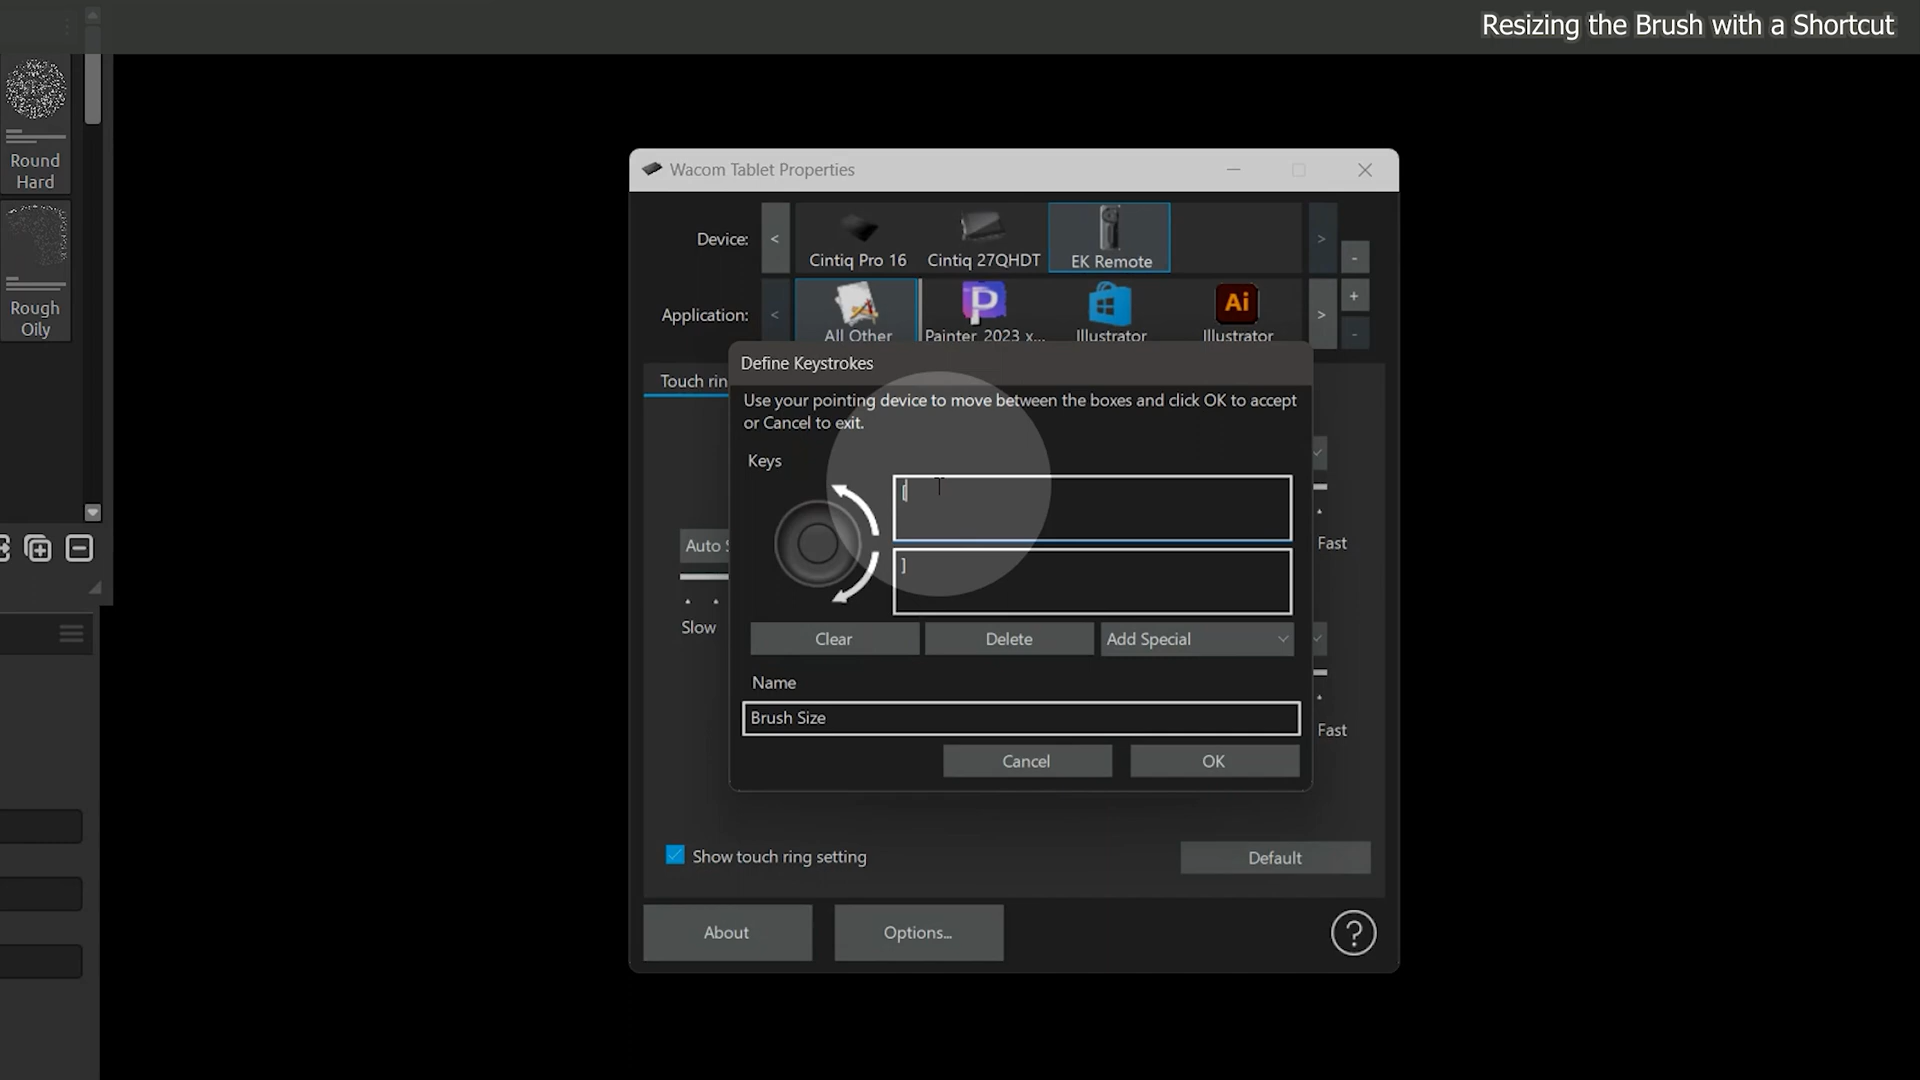 Resizing the Brush with a Shortcut
Round
Hard
Rough
Oily
Wacom Tablet Properties
Device:
<
Cintiq Pro 16
Cintiq 27QHDT
EK Remote
>
-
Application:
<
All Other
Painter 2023 x...
Illustrator
Ai
Illustrator
>
+
-
Touch rin
Define Keystrokes
Use your pointing device to move between the boxes and click OK to accept
or Cancel to exit.
Keys
[
]
Auto S
Slow
Fast
Clear
Delete
Add Special
Name
Brush Size
Fast
Cancel
OK
Show touch ring setting
Default
About
Options...
?